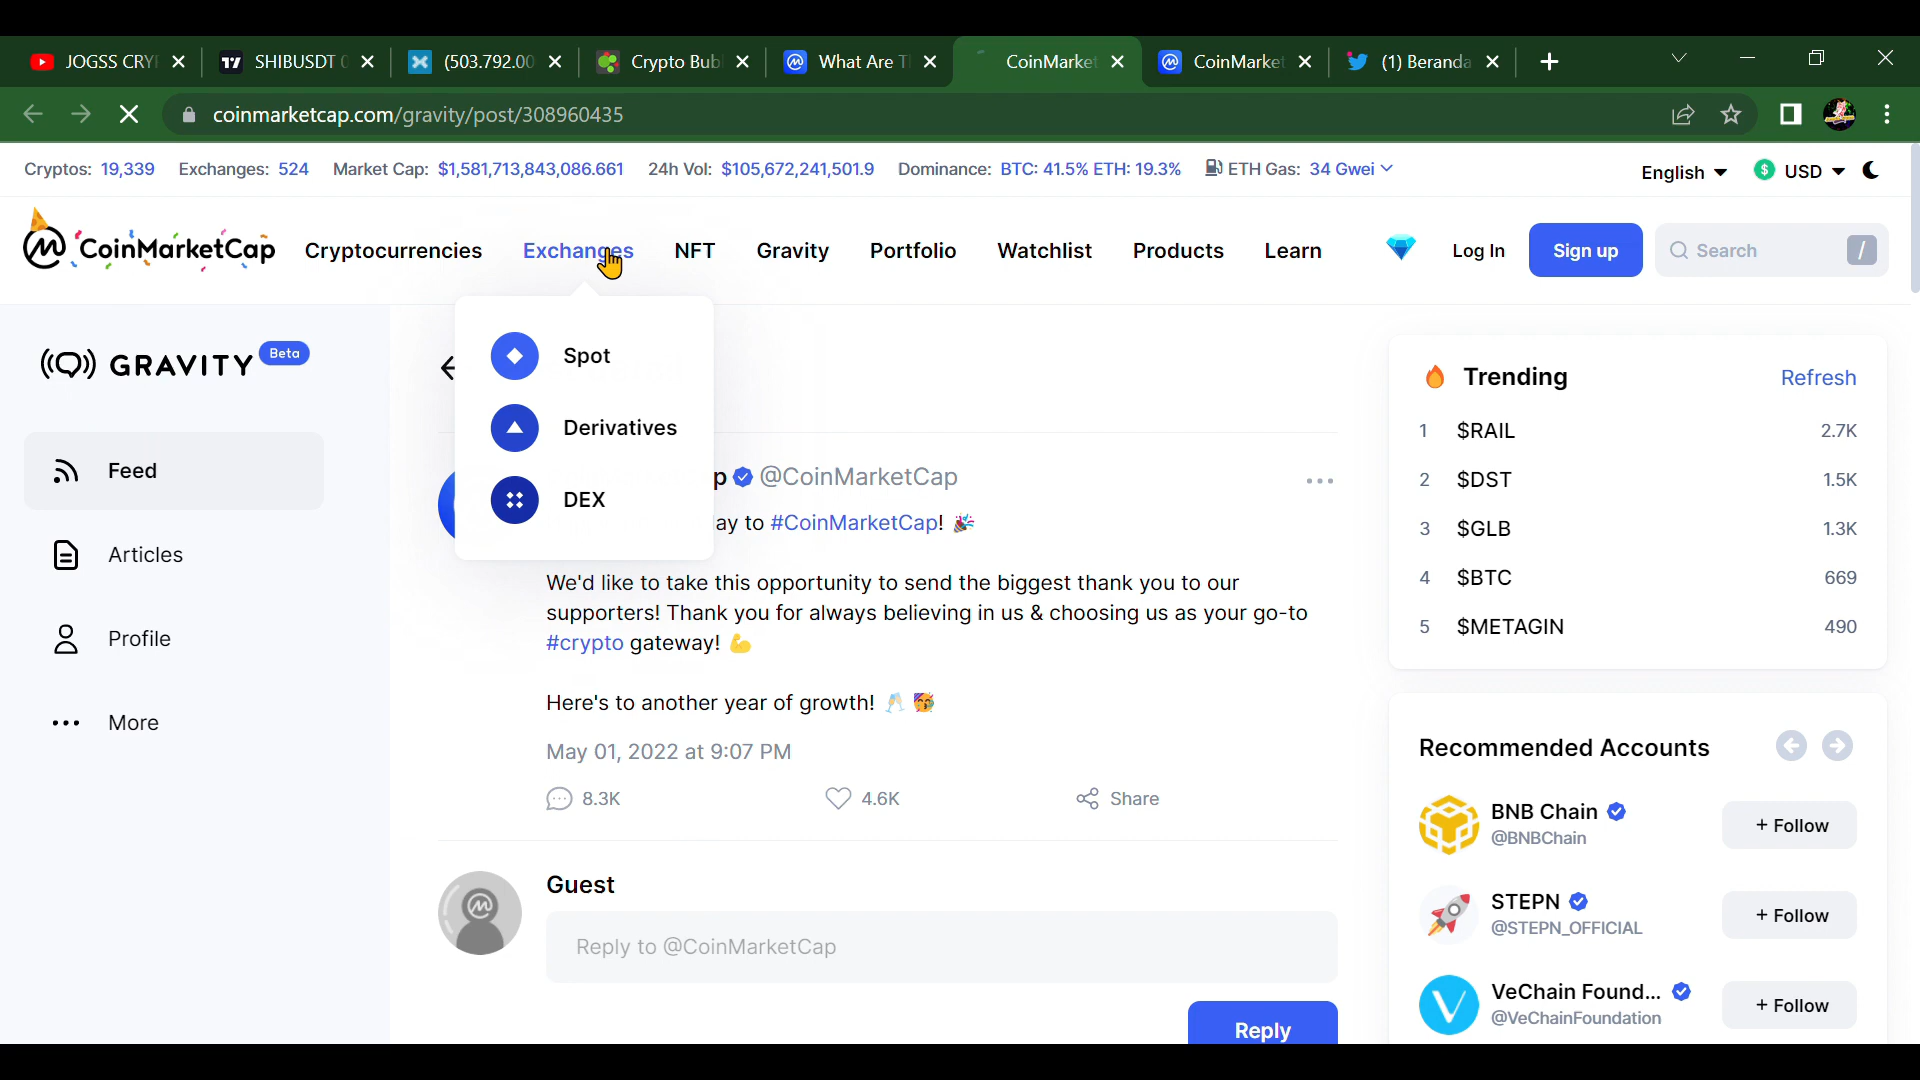 JOGSS CRY
SHIBUSDT
(503.792.00
Crypto Bub
What Are T
CoinMarket
CoinMarket
(1) Beranda
coinmarketcap.com/gravity/post/308960435
Cryptos: 19,339 Exchanges: 524 Market Cap: $1,581,713,843,086.661 24h Vol: $105,672,241,501.9 Dominance: BTC: 41.5% ETH: 19.3% ETH Gas: 34 Gwei
English USD
CoinMarketCap Cryptocurrencies Exchanges NFT Gravity Portfolio Watchlist Products Learn Log In Sign up Search /
Spot
Derivatives
DEX
GRAVITY Beta
Feed
Articles
Profile
More
p @CoinMarketCap
ay to #CoinMarketCap!
We'd like to take this opportunity to send the biggest thank you to our
supporters! Thank you for always believing in us & choosing us as your go-to
#crypto gateway!
Here's to another year of growth!
May 01, 2022 at 9:07 PM
8.3K 4.6K Share
Guest
Reply to @CoinMarketCap
Reply
Trending Refresh
1 $RAIL 2.7K
2 $DST 1.5K
3 $GLB 1.3K
4 $BTC 669
5 $METAGIN 490
Recommended Accounts
BNB Chain
@BNBChain
+ Follow
STEPN
@STEPN_OFFICIAL
+ Follow
VeChain Found...
@VeChainFoundation
+ Follow